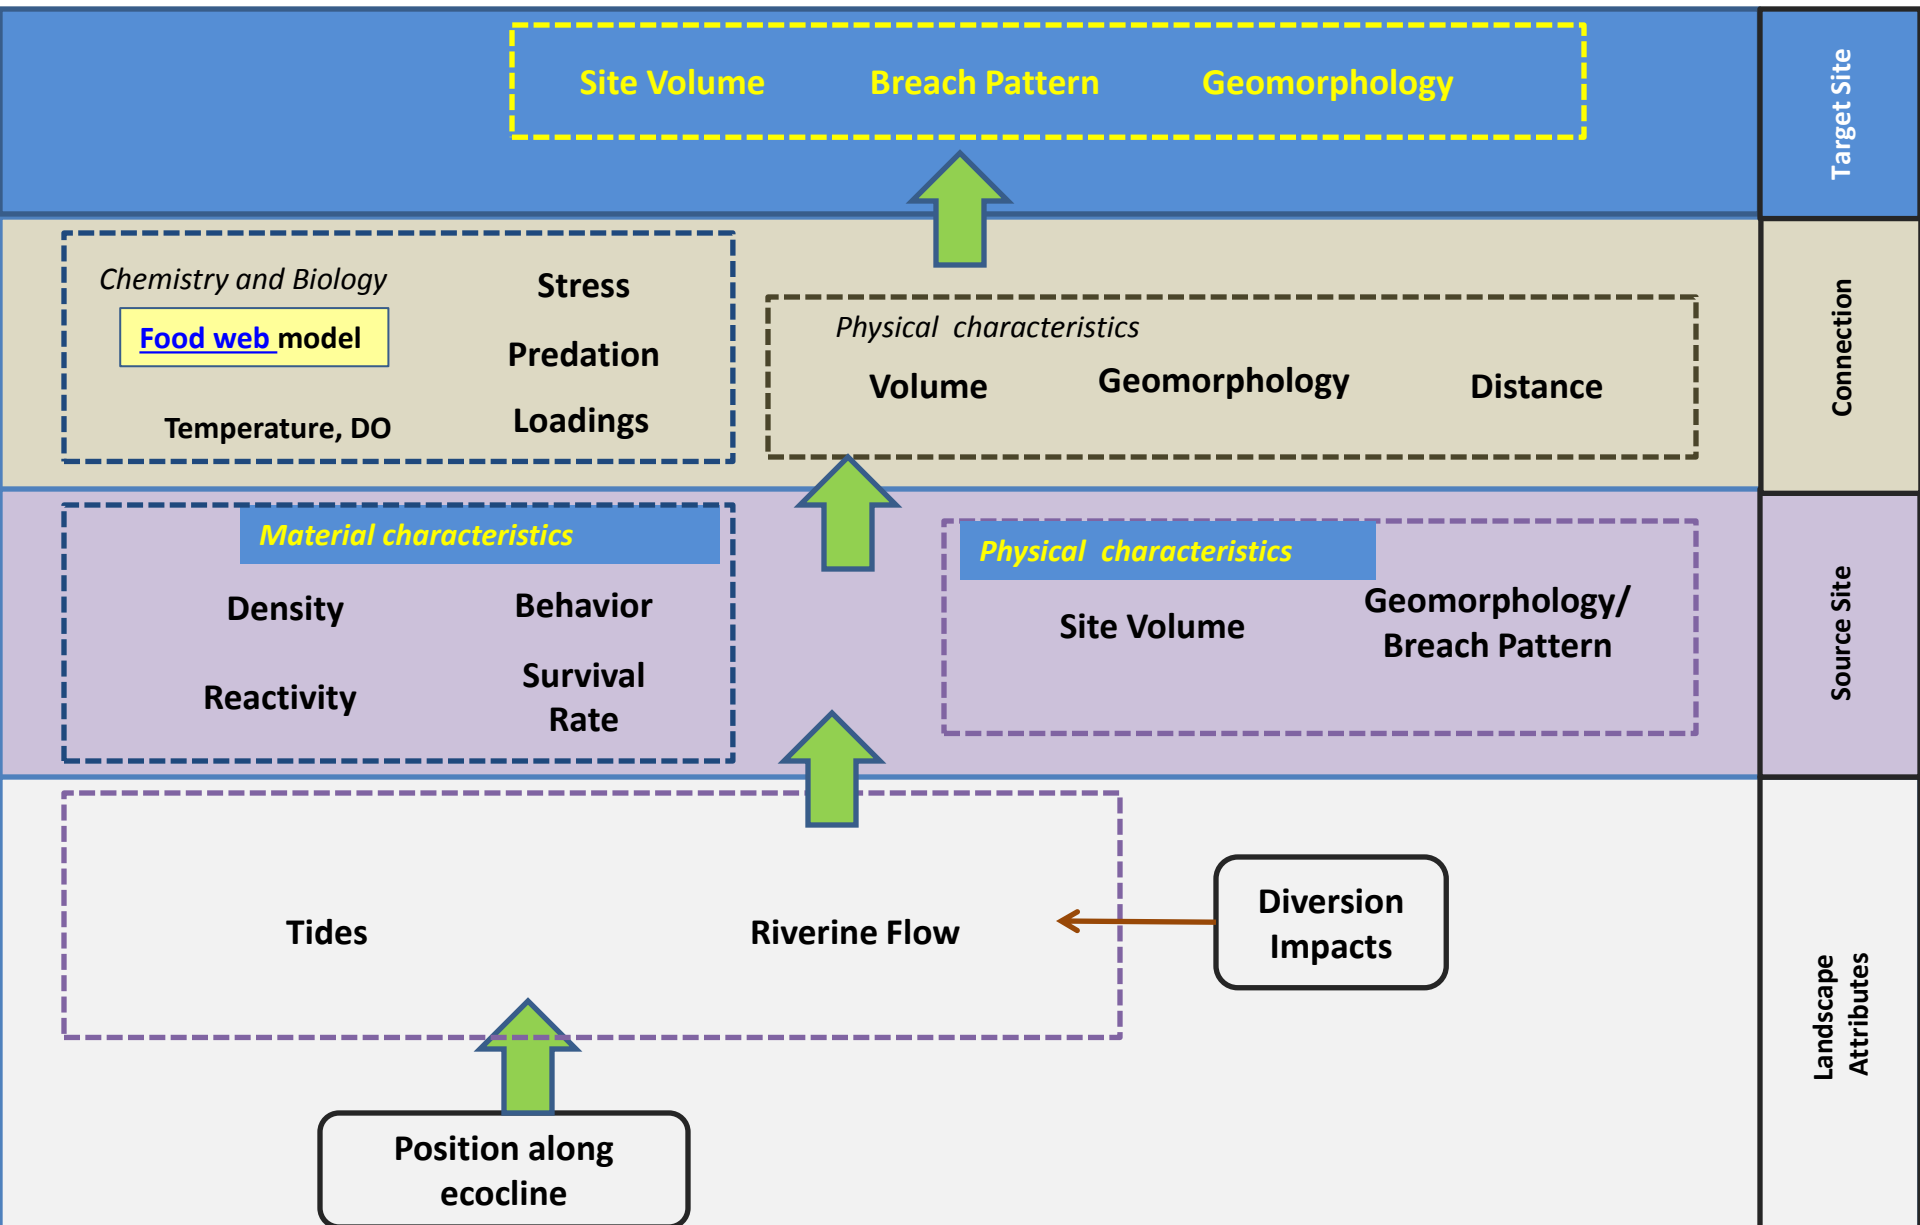 Site Volume
Breach Pattern
Geomorphology
Target Site
Chemistry and Biology
Food web model
Temperature, DO
Stress
Predation
Loadings
Physical characteristics
Volume
Geomorphology
Distance
Connection
Material characteristics
Density
Behavior
Reactivity
Survival
Rate
Physical characteristics
Site Volume
Geomorphology/
Breach Pattern
Source Site
Tides
Riverine Flow
Diversion
Impacts
Landscape
Attributes
Position along
ecocline